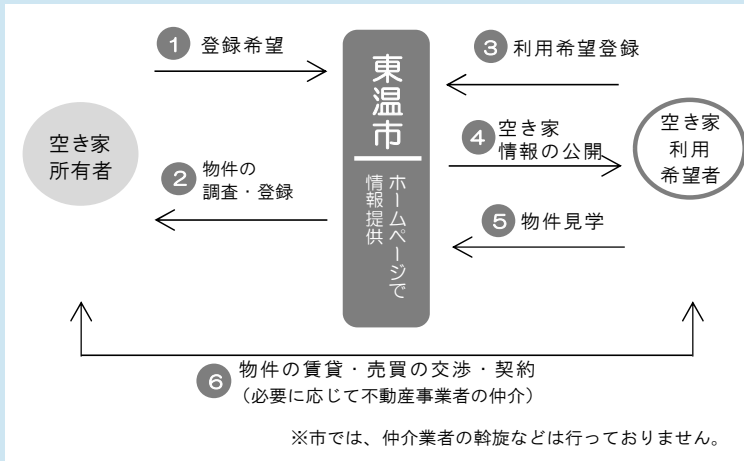 ① 登録希望
③ 利用希望登録
空き家
所有者
② 物件の
調査・登録
東温市
ホームページで
情報提供
④ 空き家
情報の公開
⑤ 物件見学
空き家
利用
希望者
⑥ 物件の賃貸・売買の交渉・契約
（必要に応じて不動産事業者の仲介）
※市では、仲介業者の斡旋などは行っておりません。